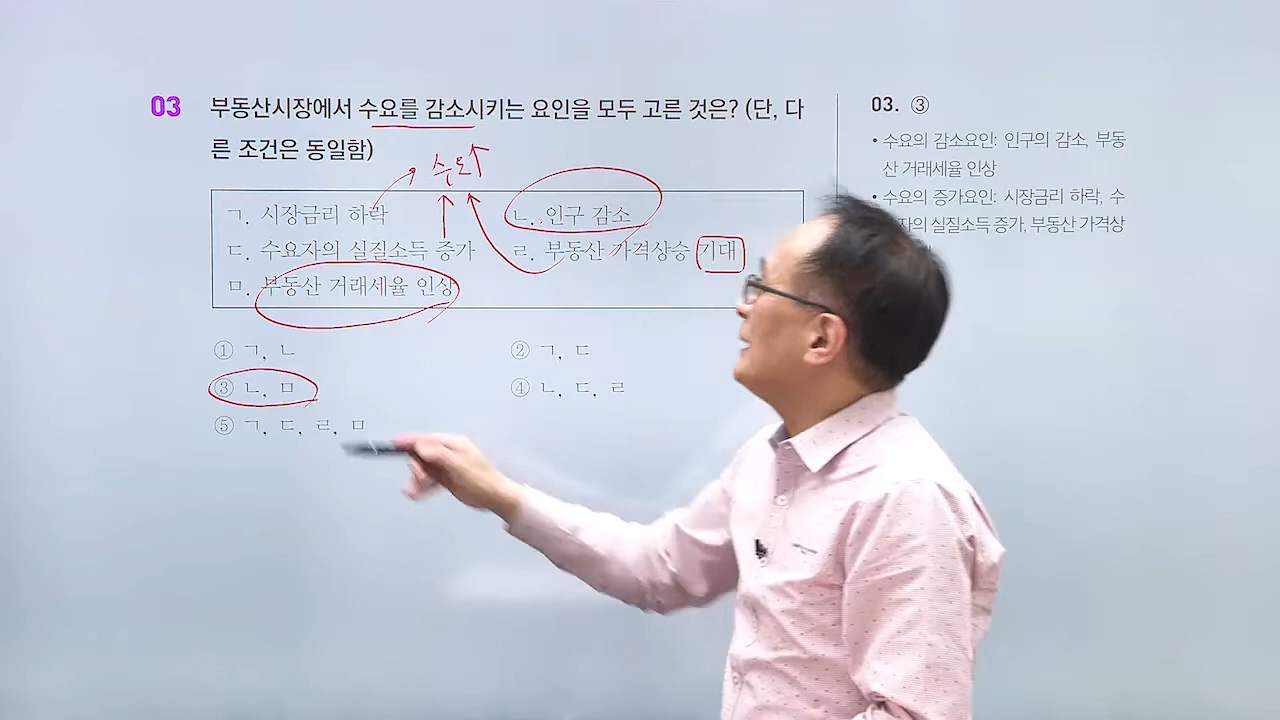 03 부동산시장에서 수요를 감소시키는 요인을 모두 고른 것은? (단, 다
른 조건은 동일함)
수요↑
ㄱ. 시장금리 하락 ㄴ. 인구 감소
ㄷ. 수요자의 실질소득 증가 ㄹ. 부동산 가격상승 기대
ㅁ. 부동산 거래세율 인상
① ㄱ, ㄴ ② ㄱ, ㄷ
③ ㄴ, ㅁ ④ ㄴ, ㄷ, ㄹ
⑤ ㄱ, ㄷ, ㄹ, ㅁ
03. ③
• 수요의 감소요인: 인구의 감소, 부동
산 거래세율 인상
• 수요의 증가요인: 시장금리 하락, 수
의 실질소득 증가, 부동산 가격상